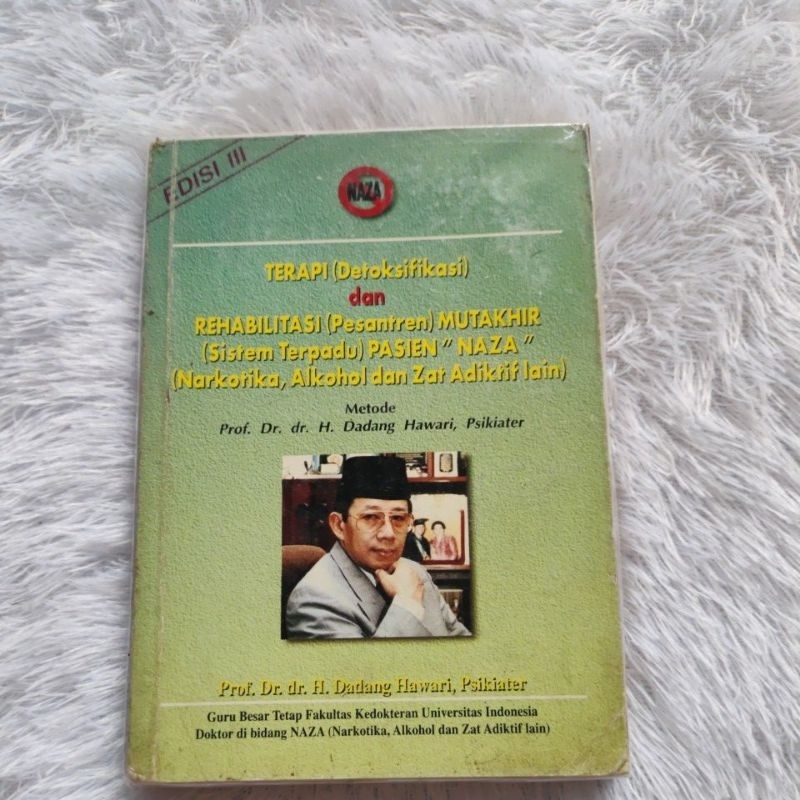 EDISI III
NAZA
TERAPI (Detoksifikasi)
dan
REHABILITASI (Pesantren) MUTAKHIR
(Sistem Terpadu) PASIEN " NAZA "
(Narkotika, Alkohol dan Zat Adiktif lain)
Metode
Prof. Dr. dr. H. Dadang Hawari, Psikiater
Prof. Dr. dr. H. Dadang Hawari, Psikiater
Guru Besar Tetap Fakultas Kedokteran Universitas Indonesia
Doktor di bidang NAZA (Narkotika, Alkohol dan Zat Adiktif lain)